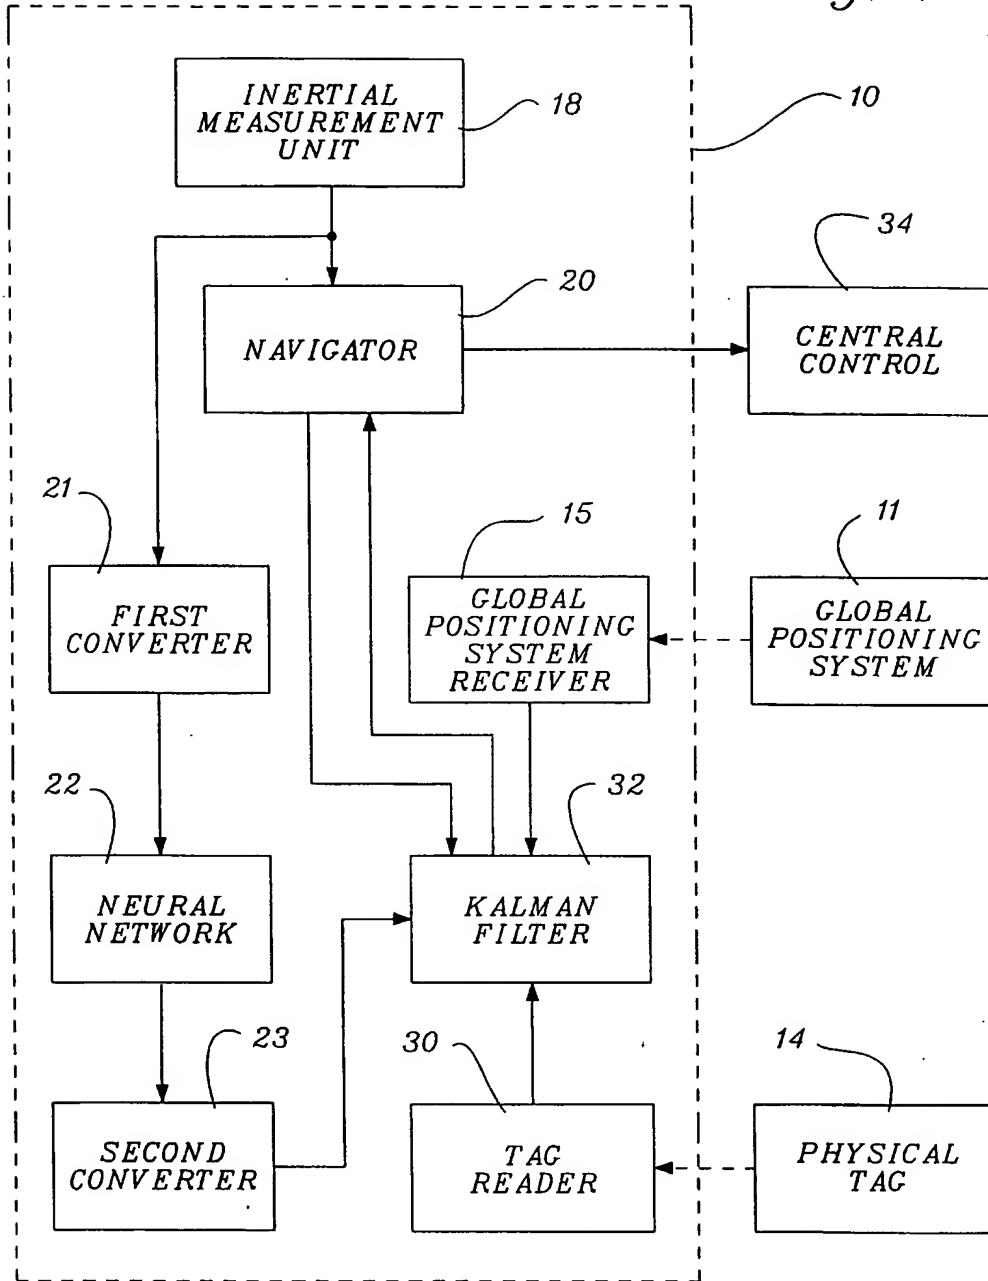 INERTIAL
MEASUREMENT
UNIT
18
10
34
20
NAVIGATOR
CENTRAL
CONTROL
21
15
11
FIRST
CONVERTER
GLOBAL
POSITIONING
SYSTEM
RECEIVER
GLOBAL
POSITIONING
SYSTEM
22
32
NEURAL
NETWORK
KALMAN
FILTER
23
30
14
SECOND
CONVERTER
TAG
READER
PHYSICAL
TAG